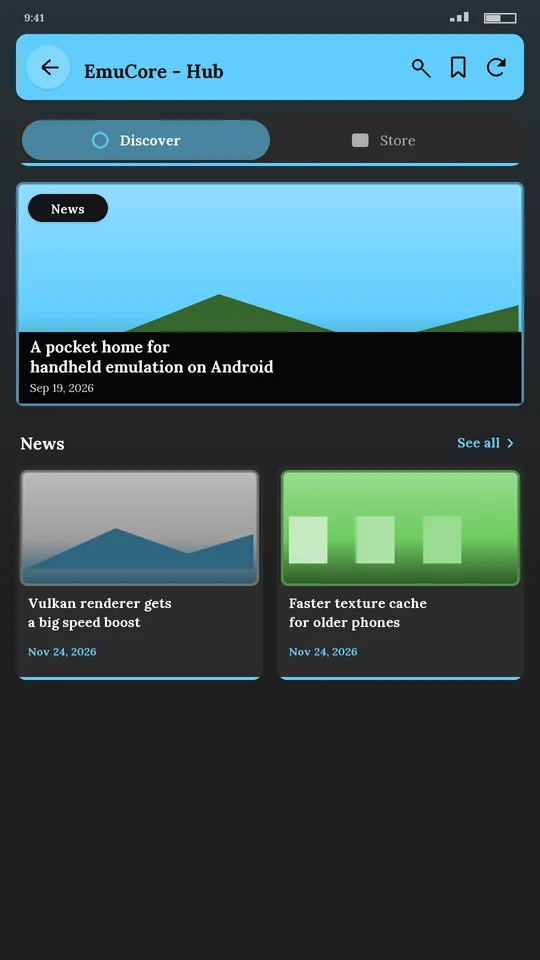 9:41
EmuCore - Hub
Discover
Store
News
A pocket home for
handheld emulation on Android
Sep 19, 2026
News
See all
Vulkan renderer gets
a big speed boost
Nov 24, 2026
Faster texture cache
for older phones
Nov 24, 2026